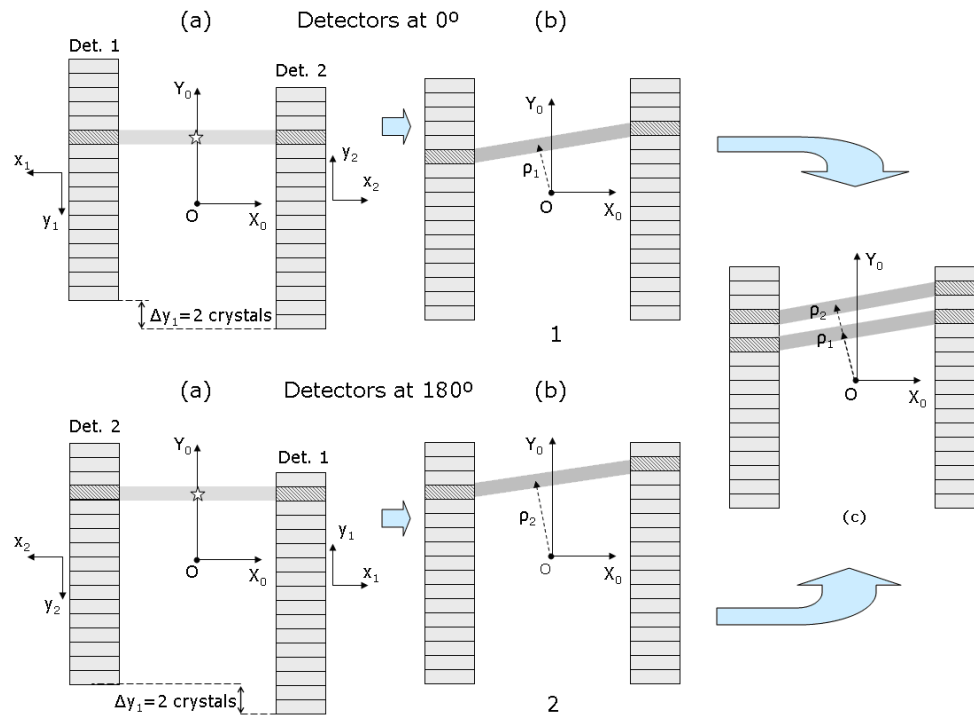 (a) Detectors at 0º (b)
Det. 1
Det. 2
Y₀
Y₀
y₂
x₁
x₂
ρ₁
y₁
O
X₀
O
X₀
Y₀
Δy₁=2 crystals
1
ρ₂
ρ₁
(a) Detectors at 180º (b)
O
X₀
Det. 2
Y₀
Det. 1
Y₀
(c)
y₁
ρ₂
x₂
O
X₀
x₁
O
X₀
y₂
Δy₁=2 crystals
2